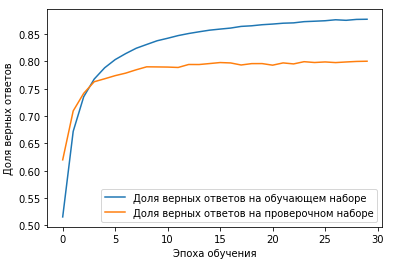 Доля верных ответов
0.85
0.80
0.75
0.70
0.65
0.60
0.55
0.50
Доля верных ответов на обучающем наборе
Доля верных ответов на проверочном наборе
0 5 10 15 20 25 30
Эпоха обучения